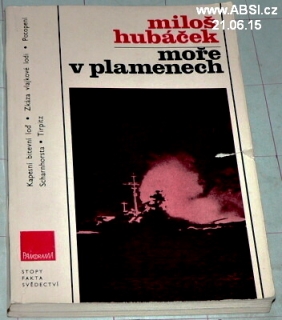 www.ABSI.cz
21.06.15
miloš
hubáček
moře
v plamenech
Kapesní bitevní loď • Zkáza vlajkové lodi • Potopení
Scharnhorsta • Tirpitz
PANORAMA
STOPY
FAKTA
SVĚDECTVÍ